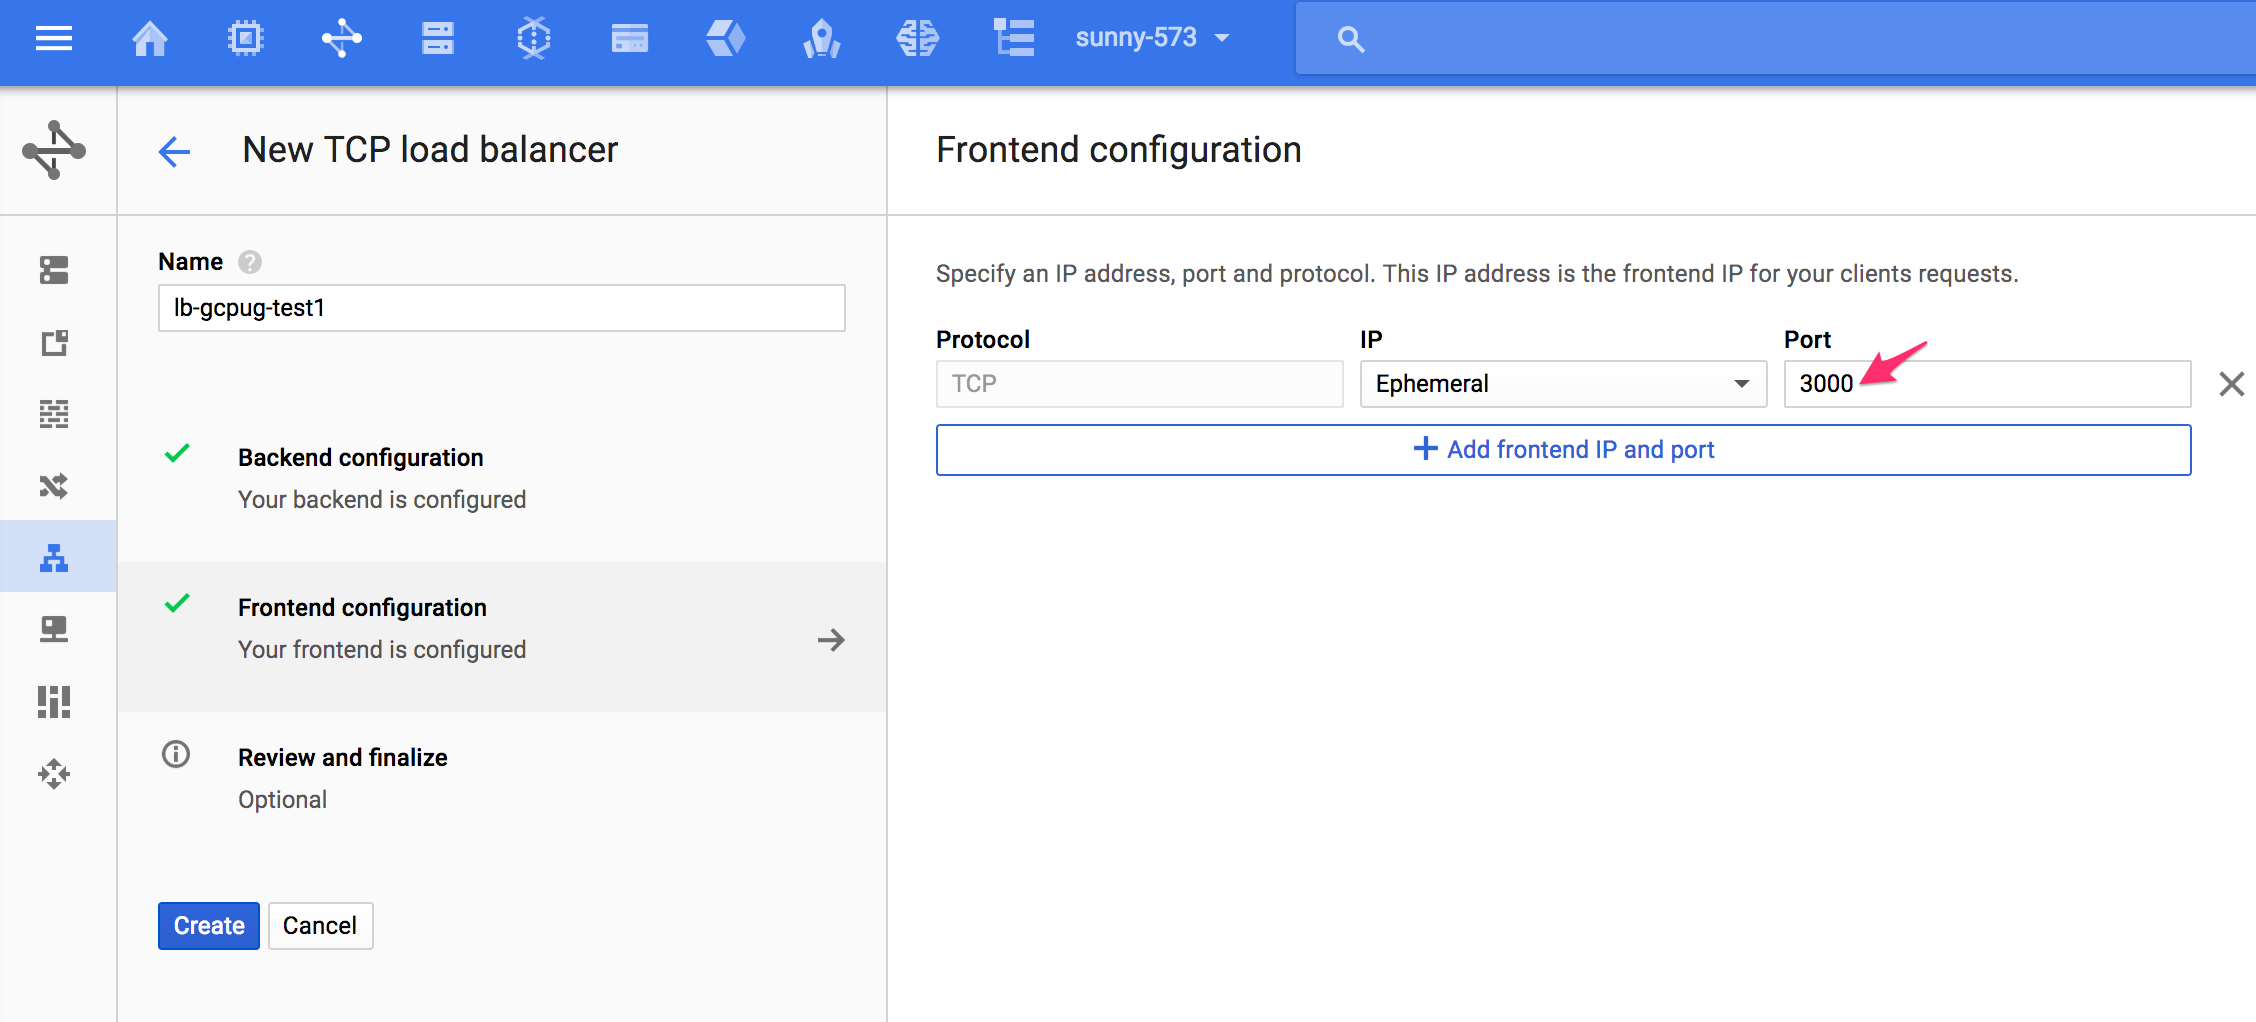 sunny-573
New TCP load balancer
Frontend configuration
Name
lb-gcpug-test1
Backend configuration
Your backend is configured
Frontend configuration
Your frontend is configured
Review and finalize
Optional
Create
Cancel
Specify an IP address, port and protocol. This IP address is the frontend IP for your clients requests.
Protocol
IP
Port
TCP
Ephemeral
3000
Add frontend IP and port